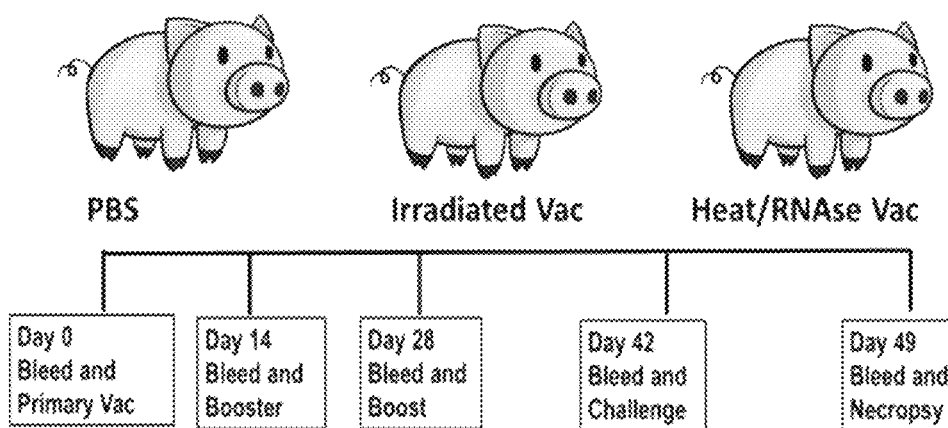 PBS
Irradiated Vac
Heat/RNAse Vac
Day 0
Bleed and
Primary Vac
Day 14
Bleed and
Booster
Day 28
Bleed and
Boost
Day 42
Bleed and
Challenge
Day 49
Bleed and
Necropsy